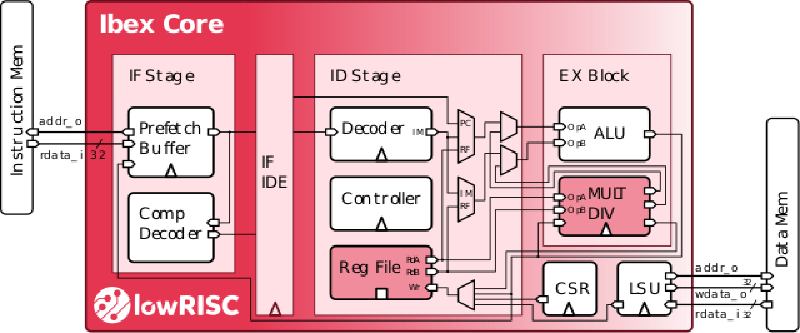 Ibex Core
Instruction Mem
addr_o
rdata_i 32
IF Stage
Prefetch
Buffer
Comp
Decoder
IF
IDE
ID Stage
Decoder
IM
Controller
Reg File
RdA
RdB
Wr
PC
RF
IM
RF
EX Block
OpA
OpB
ALU
OpA
OpB
MULT
DIV
CSR
LSU
addr_o
32
wdata_o
rdata_i 32
Data Mem
lowRISC